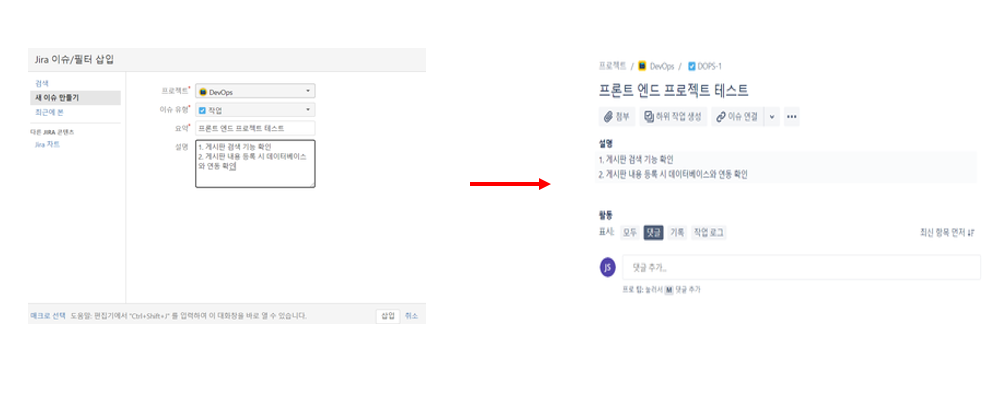 Jira 이슈/필터 삽입
검색
새 이슈 만들기
최근에 본
다른 JIRA 콘텐츠
Jira 차트
프로젝트* DevOps
이슈 유형* 작업
요약* 프론트 엔드 프로젝트 테스트
설명
1. 게시판 검색 기능 확인
2. 게시판 내용 등록 시 데이터베이스
와 연동 확인
매크로 선택 도움말: 편집기에서 "Ctrl+Shift+J" 를 입력하여 이 대화창을 바로 열 수 있습니다. 삽입 취소
프로젝트 / DevOps / DOPS-1
프론트 엔드 프로젝트 테스트
첨부 하위 작업 생성 이슈 연결
설명
1. 게시판 검색 기능 확인
2. 게시판 내용 등록 시 데이터베이스와 연동 확인
활동
표시: 모두 댓글 기록 작업 로그 최신 항목 먼저
JS 댓글 추가...
프로 팁: 눌러서 M 댓글 추가